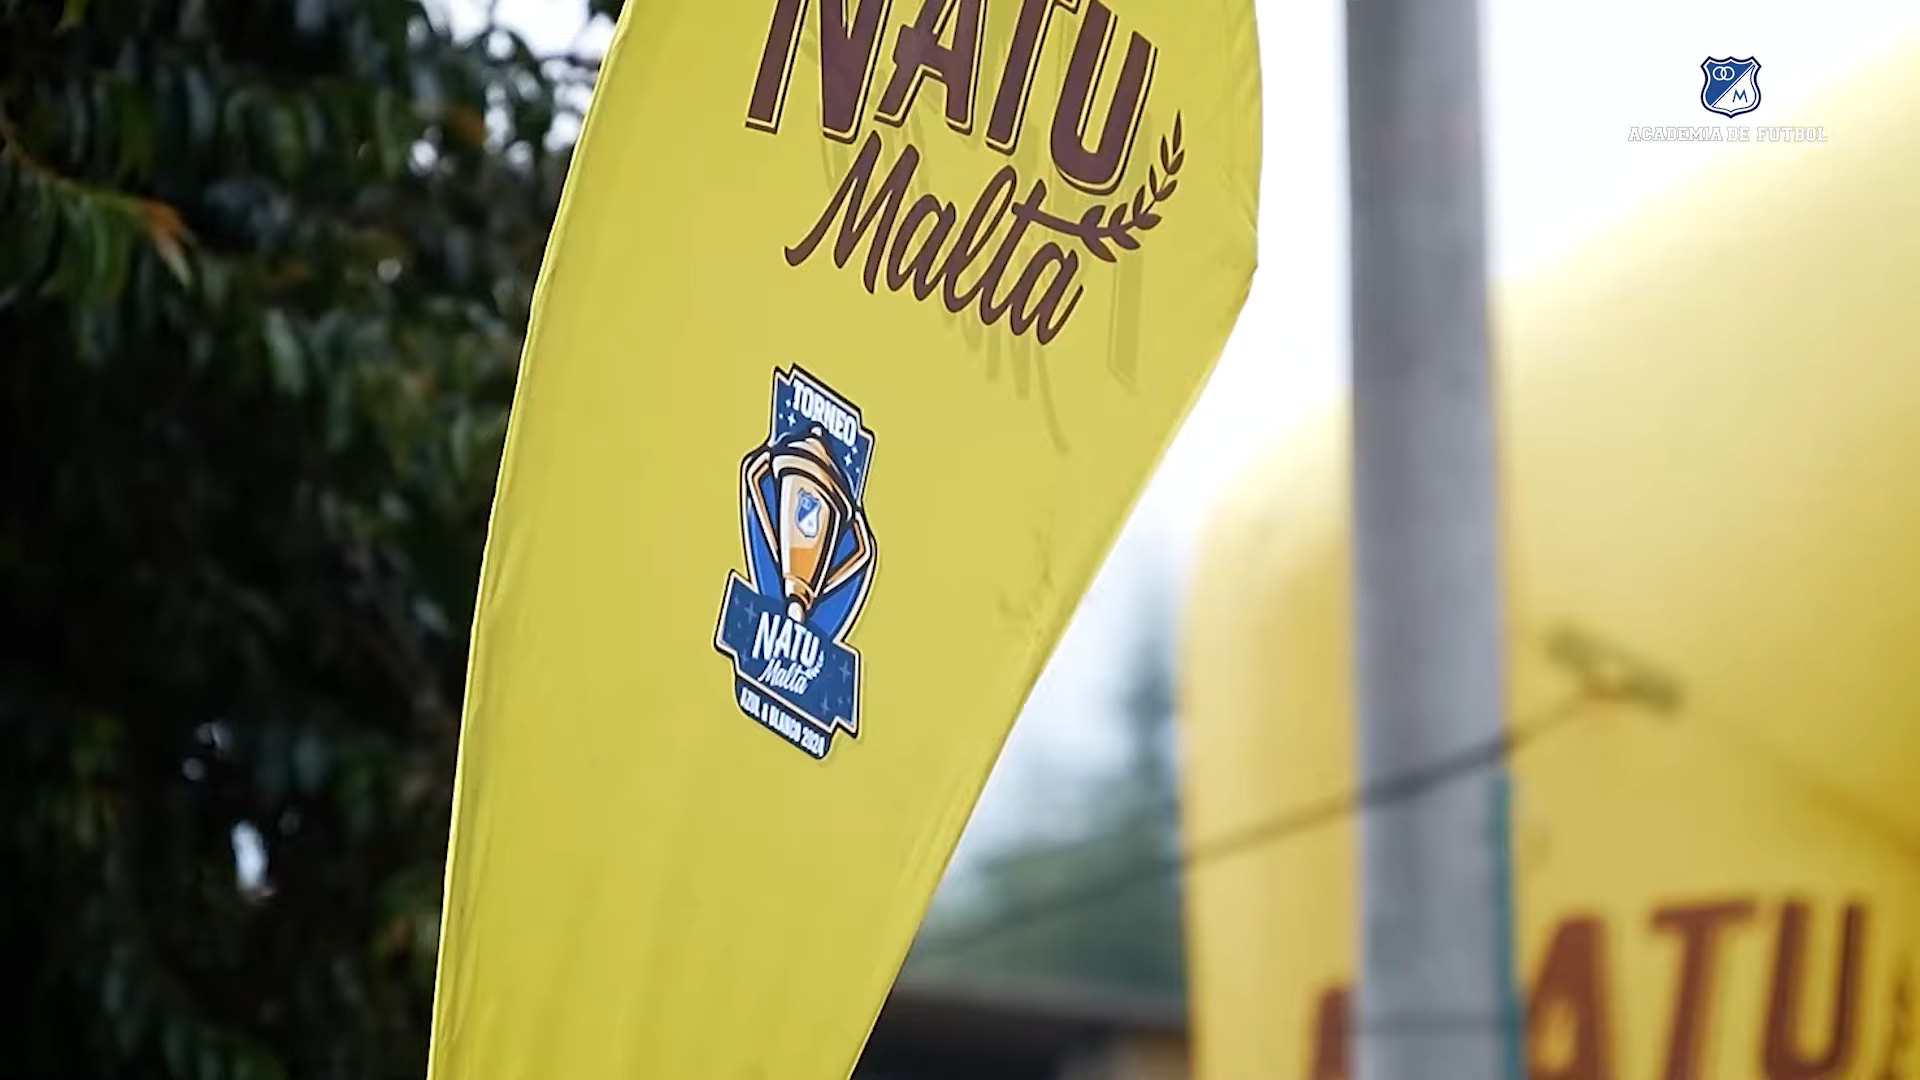 NATU
Malta
TORNEO
NATU
Malta
AZUL & BLANCO 2024
M
ACADEMIA DE FUTBOL
NATU